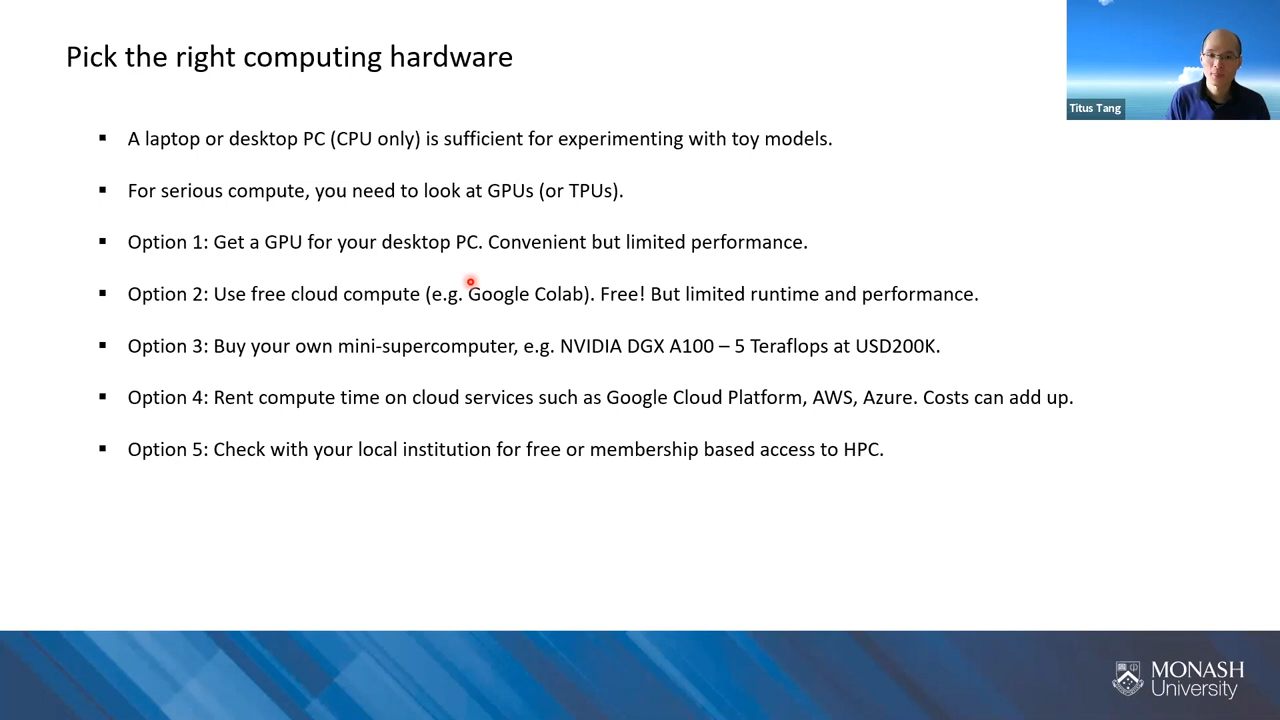 Pick the right computing hardware
Titus Tang
▪ A laptop or desktop PC (CPU only) is sufficient for experimenting with toy models.
▪ For serious compute, you need to look at GPUs (or TPUs).
▪ Option 1: Get a GPU for your desktop PC. Convenient but limited performance.
▪ Option 2: Use free cloud compute (e.g. Google Colab). Free! But limited runtime and performance.
▪ Option 3: Buy your own mini-supercomputer, e.g. NVIDIA DGX A100 – 5 Teraflops at USD200K.
▪ Option 4: Rent compute time on cloud services such as Google Cloud Platform, AWS, Azure. Costs can add up.
▪ Option 5: Check with your local institution for free or membership based access to HPC.
MONASH
University